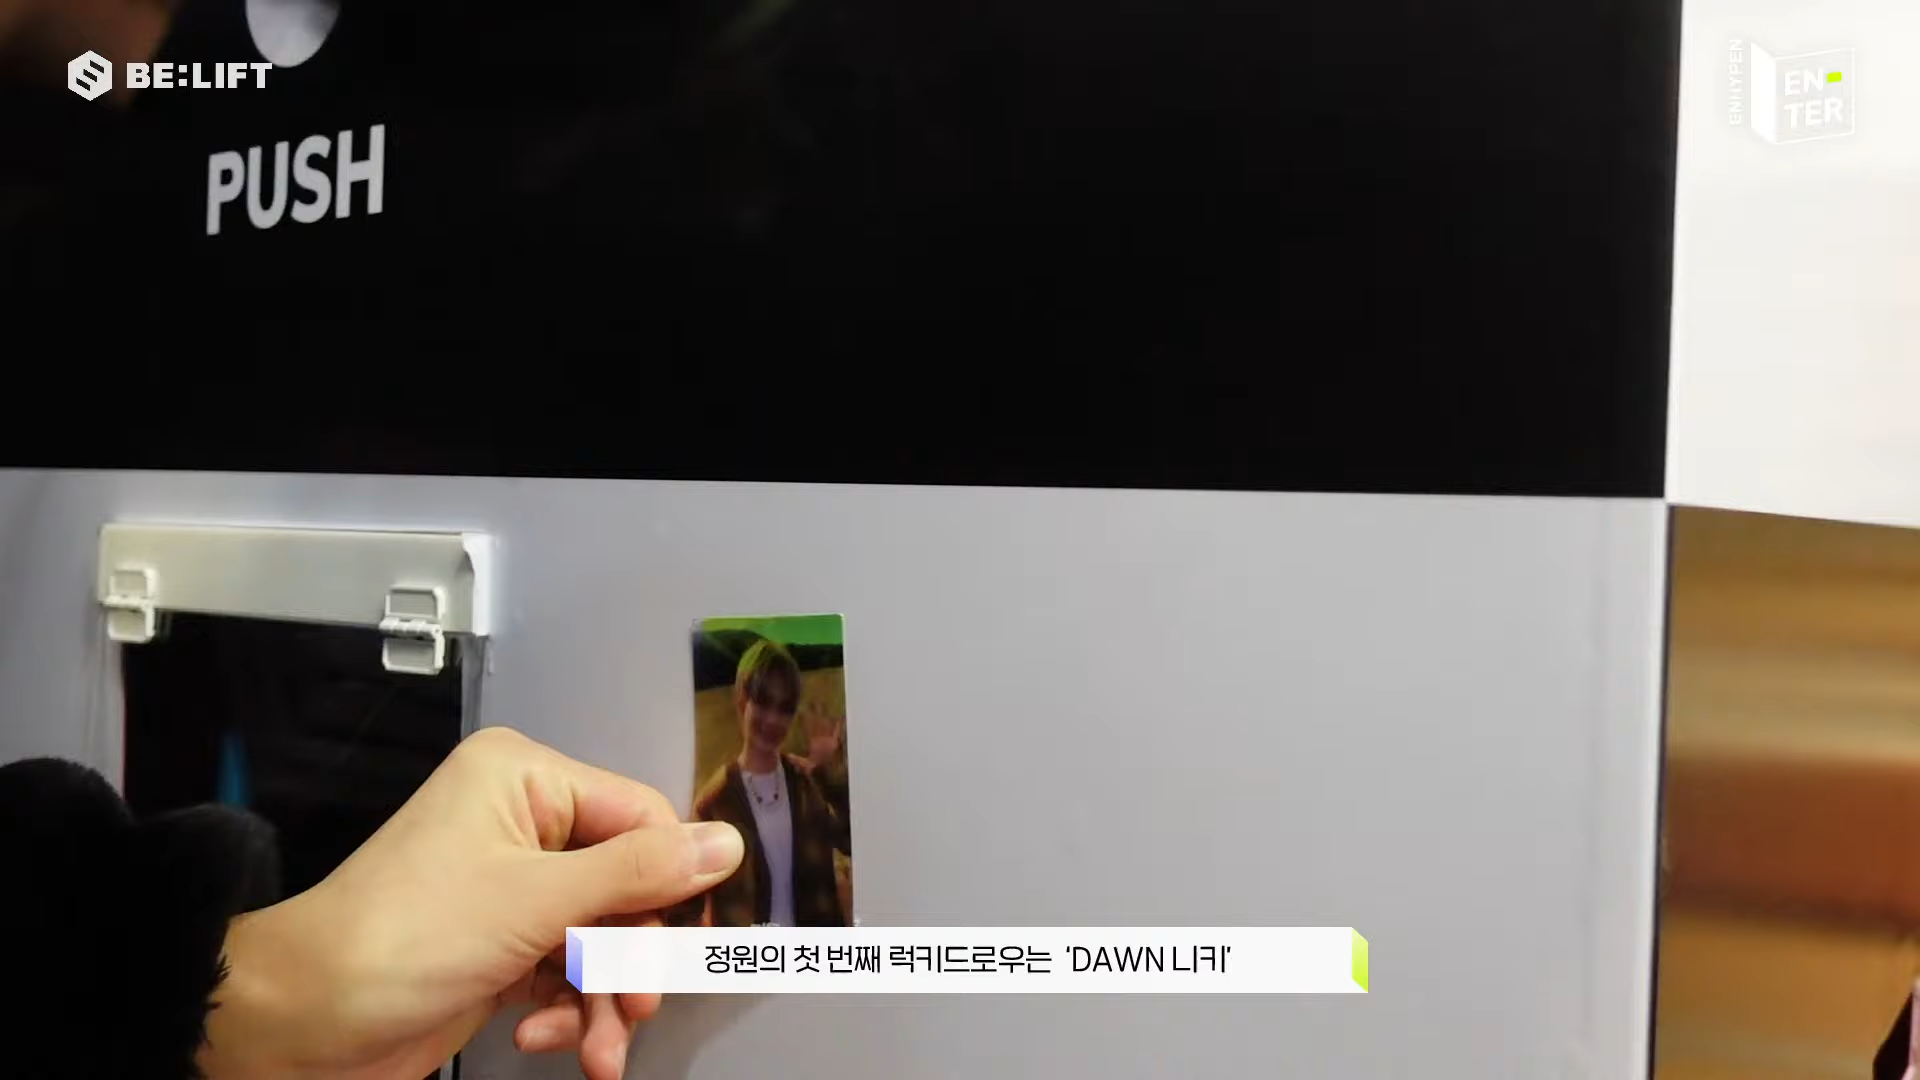 BE:LIFT
ENHYPEN
EN-
TER
PUSH
정원의 첫 번째 럭키드로우는 'DAWN 니키'